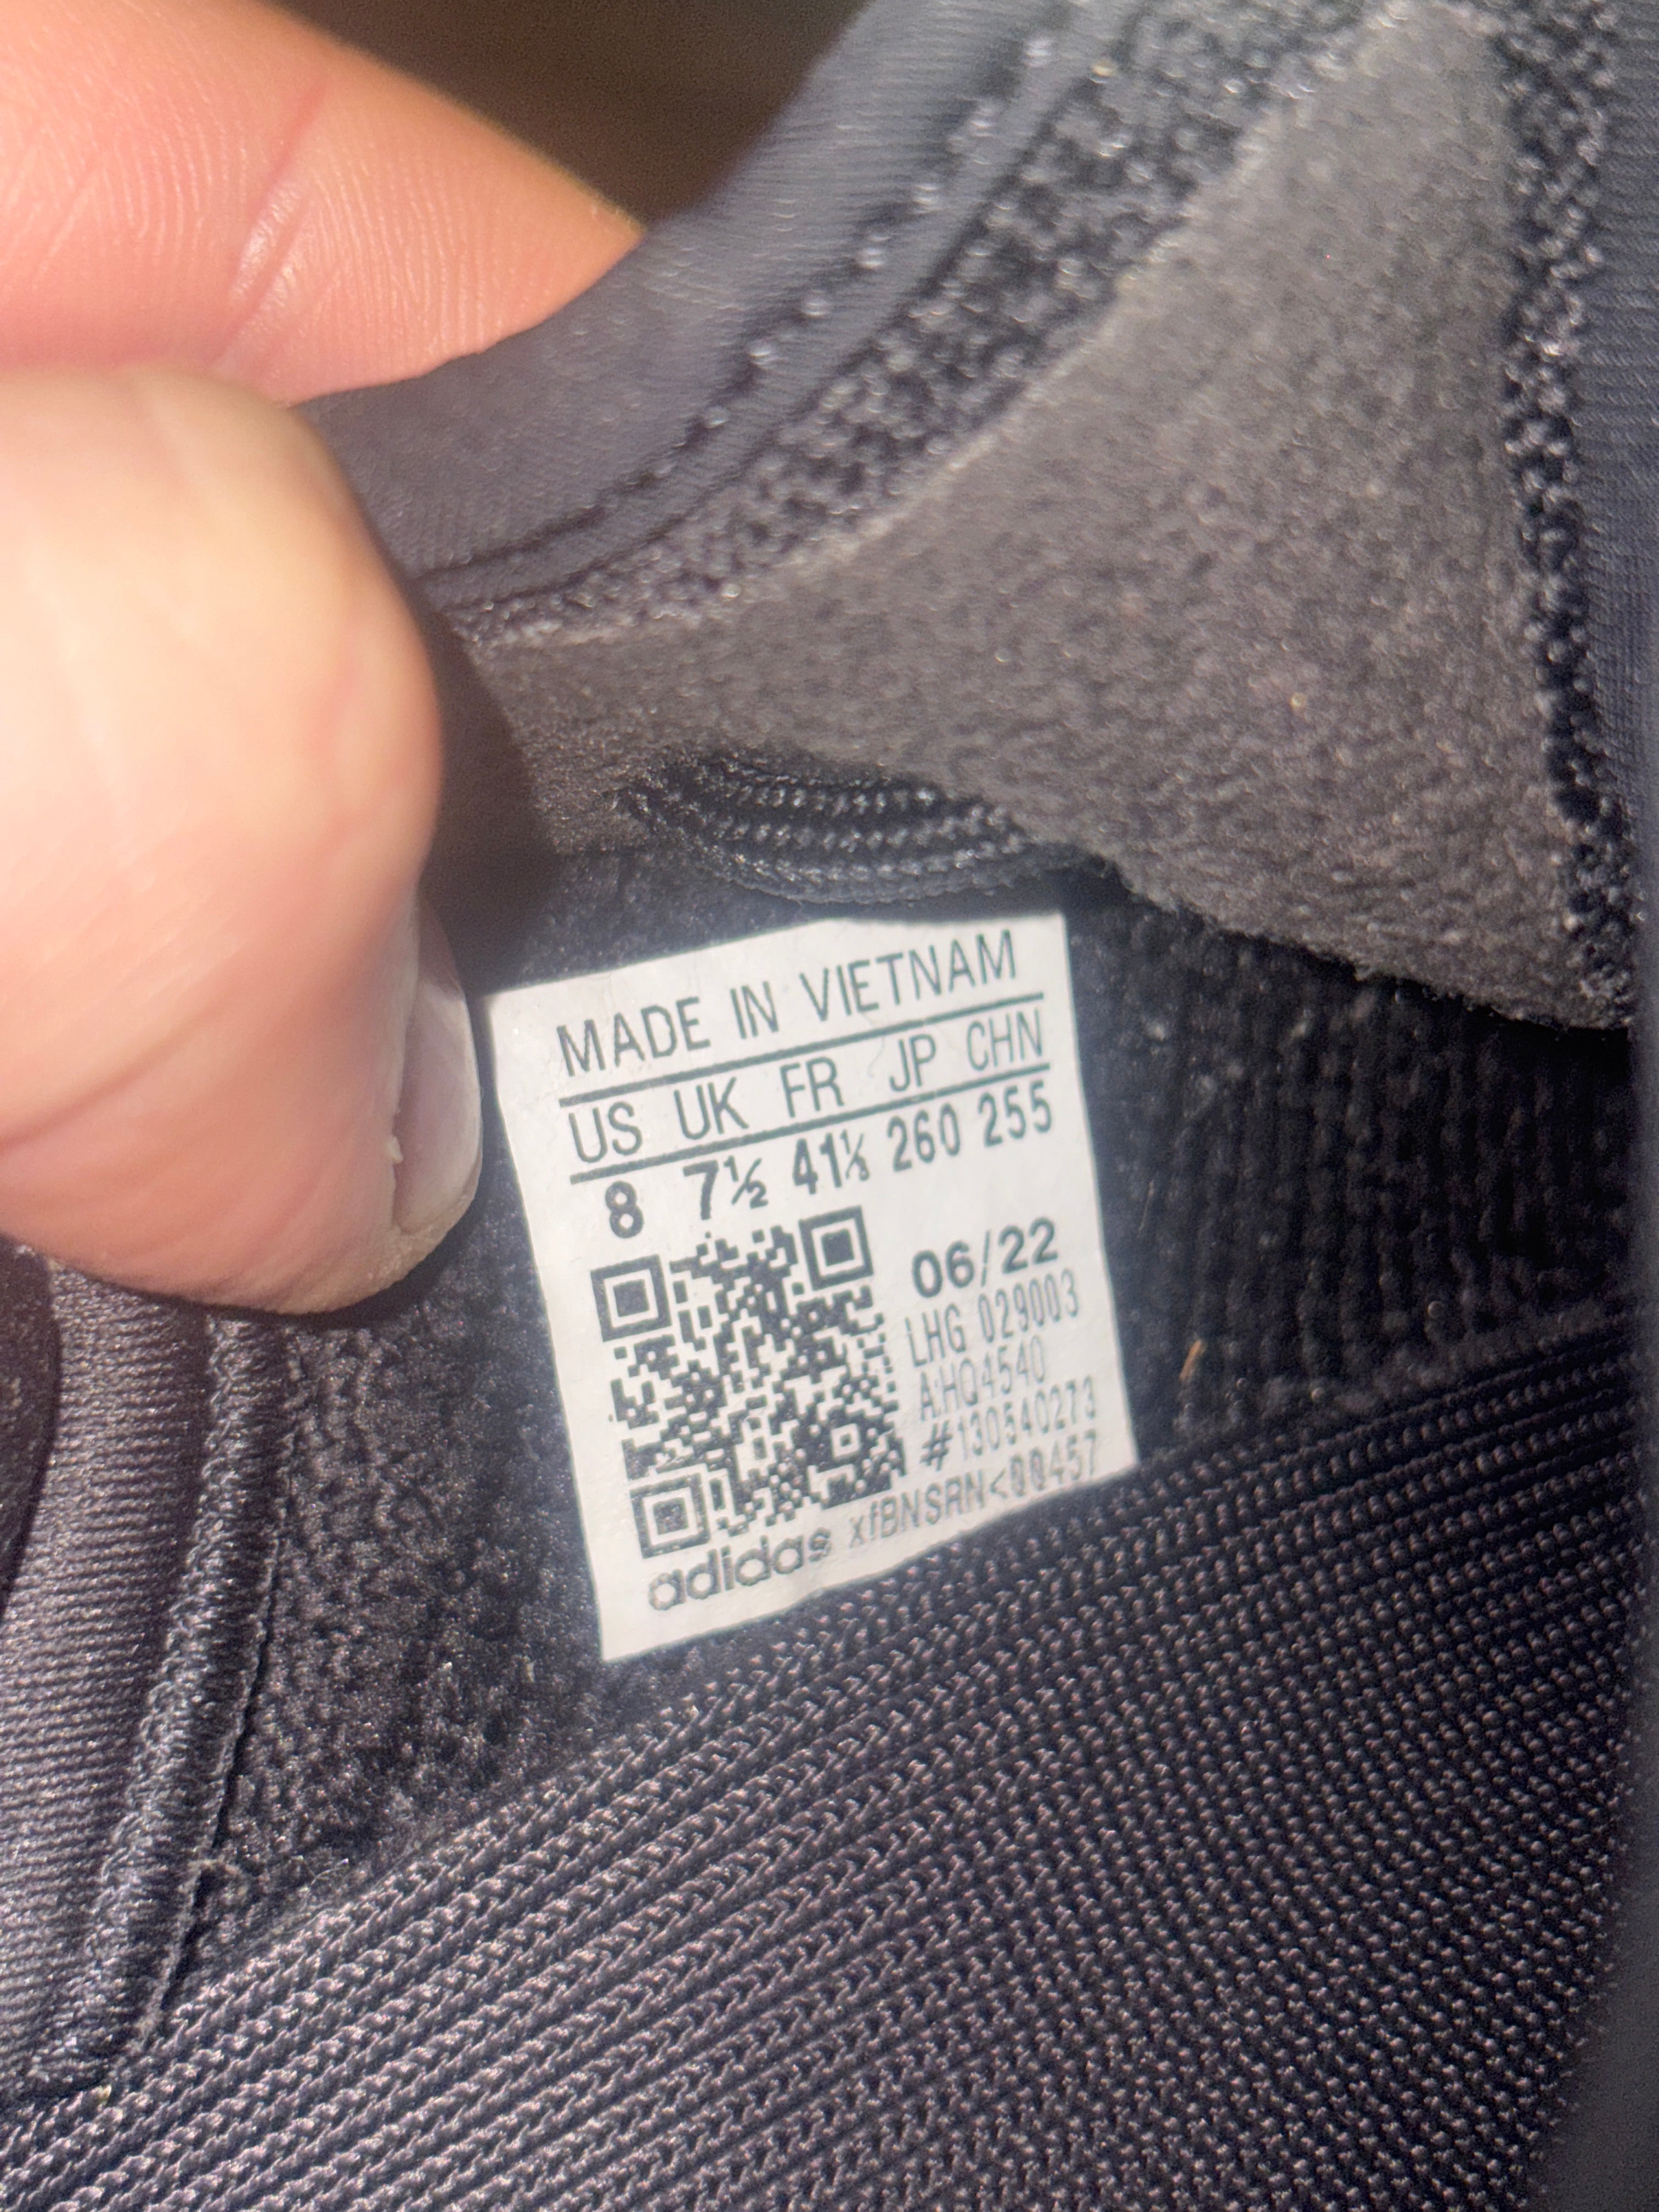 MADE IN VIETNAM
US UK FR JP CHN
8 7½ 41⅓ 260 255
06/22
LHG 029003
A:HQ4540
#130540273
adidas xfBNSRN<00457